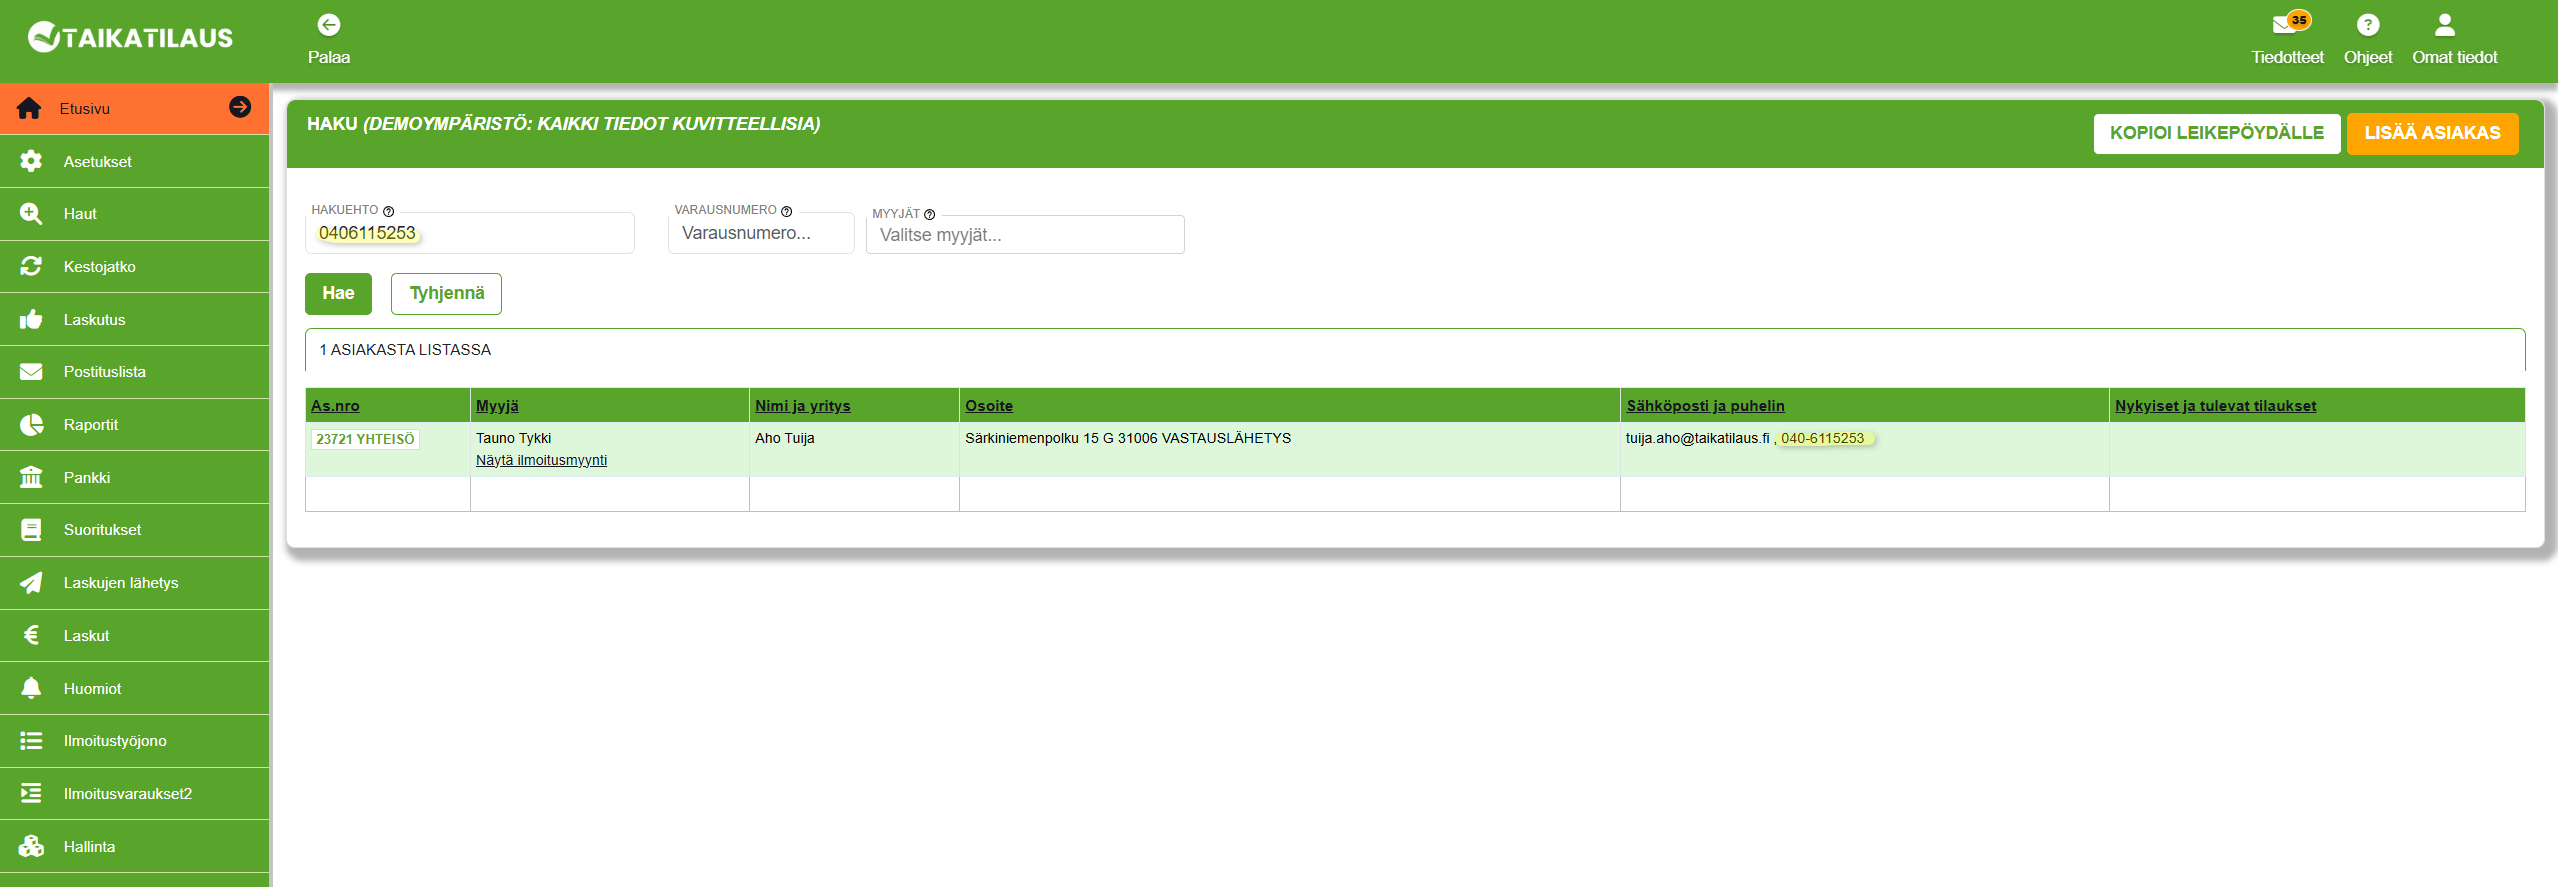 TAIKATILAUS
Palaa
35
Tiedotteet
Ohjeet
Omat tiedot
Etusivu
Asetukset
Haut
Kestojatko
Laskutus
Postituslista
Raportit
Pankki
Suoritukset
Laskujen lähetys
Laskut
Huomiot
Ilmoitustyöjono
Ilmoitusvaraukset2
Hallinta
HAKU (DEMOYMPÄRISTÖ: KAIKKI TIEDOT KUVITTEELLISIA)
KOPIOI LEIKEPÖYDÄLLE
LISÄÄ ASIAKAS
HAKUEHTO
0406115253
VARAUSNUMERO
Varausnumero...
MYYJÄT
Valitse myyjät...
Hae
Tyhjennä
1 ASIAKASTA LISTASSA
As.nro Myyjä Nimi ja yritys Osoite Sähköposti ja puhelin Nykyiset ja tulevat tilaukset
23721 YHTEISÖ Tauno Tykki Aho Tuija Särkiniemenpolku 15 G 31006 VASTAUSLÄHETYS tuija.aho@taikatilaus.fi , 040-6115253
Näytä ilmoitusmyynti